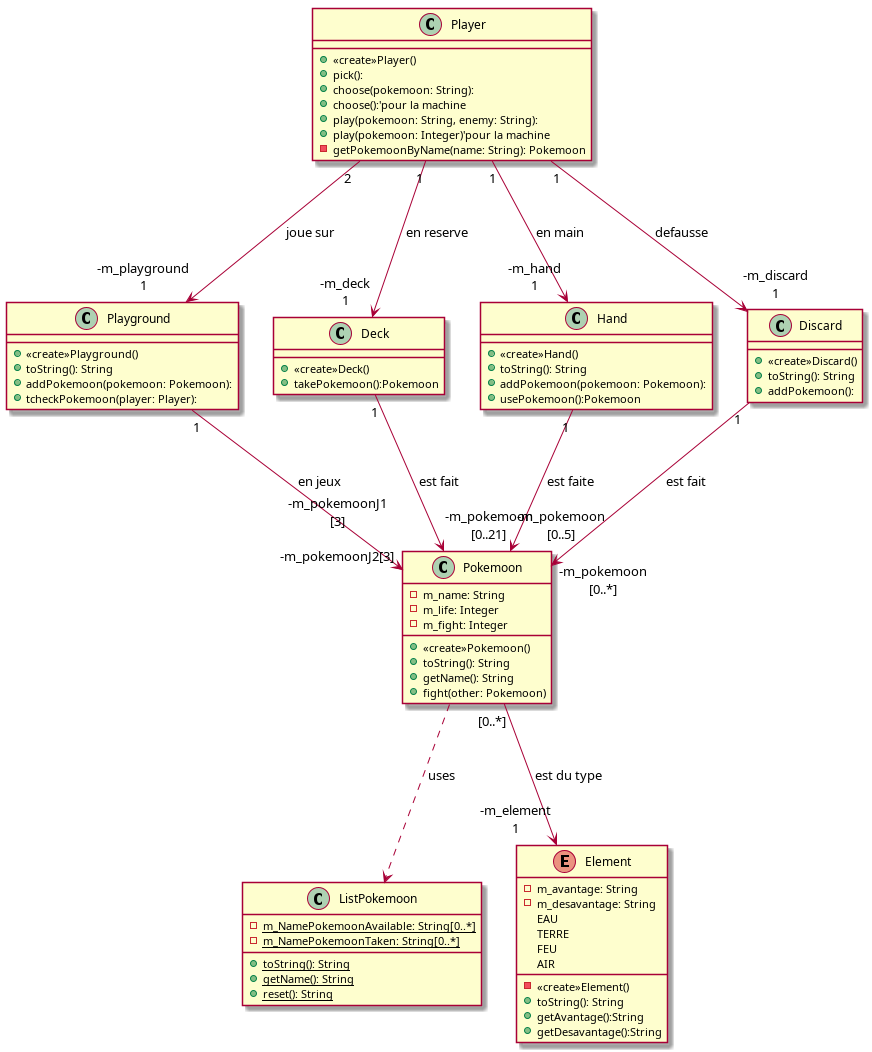 C Player
«create»Player()
pick():
choose(pokemoon: String):
choose():'pour la machine
play(pokemoon: String, enemy: String):
play(pokemoon: Integer)'pour la machine
getPokemoonByName(name: String): Pokemoon
2 1 1 1
joue sur en reserve en main defausse
-m_playground
1
-m_deck
1
-m_hand
1
-m_discard
1
C Playground
«create»Playground()
toString(): String
addPokemoon(pokemoon: Pokemoon):
tcheckPokemoon(player: Player):
C Deck
«create»Deck()
takePokemoon():Pokemoon
C Hand
«create»Hand()
toString(): String
addPokemoon(pokemoon: Pokemoon):
usePokemoon():Pokemoon
C Discard
«create»Discard()
toString(): String
addPokemoon():
1 1 1 1
en jeux est fait est faite est fait
-m_pokemoonJ1
[3]
-m_pokemoonJ2[3]
-m_pokemoon
[0..21]
-m_pokemoon
[0..5]
-m_pokemoon
[0..*]
C Pokemoon
m_name: String
m_life: Integer
m_fight: Integer
«create»Pokemoon()
toString(): String
getName(): String
fight(other: Pokemoon)
[0..*]
uses est du type
-m_element
1
C ListPokemoon
m_NamePokemoonAvailable: String[0..*]
m_NamePokemoonTaken: String[0..*]
toString(): String
getName(): String
reset(): String
E Element
m_avantage: String
m_desavantage: String
EAU
TERRE
FEU
AIR
«create»Element()
toString(): String
getAvantage():String
getDesavantage():String